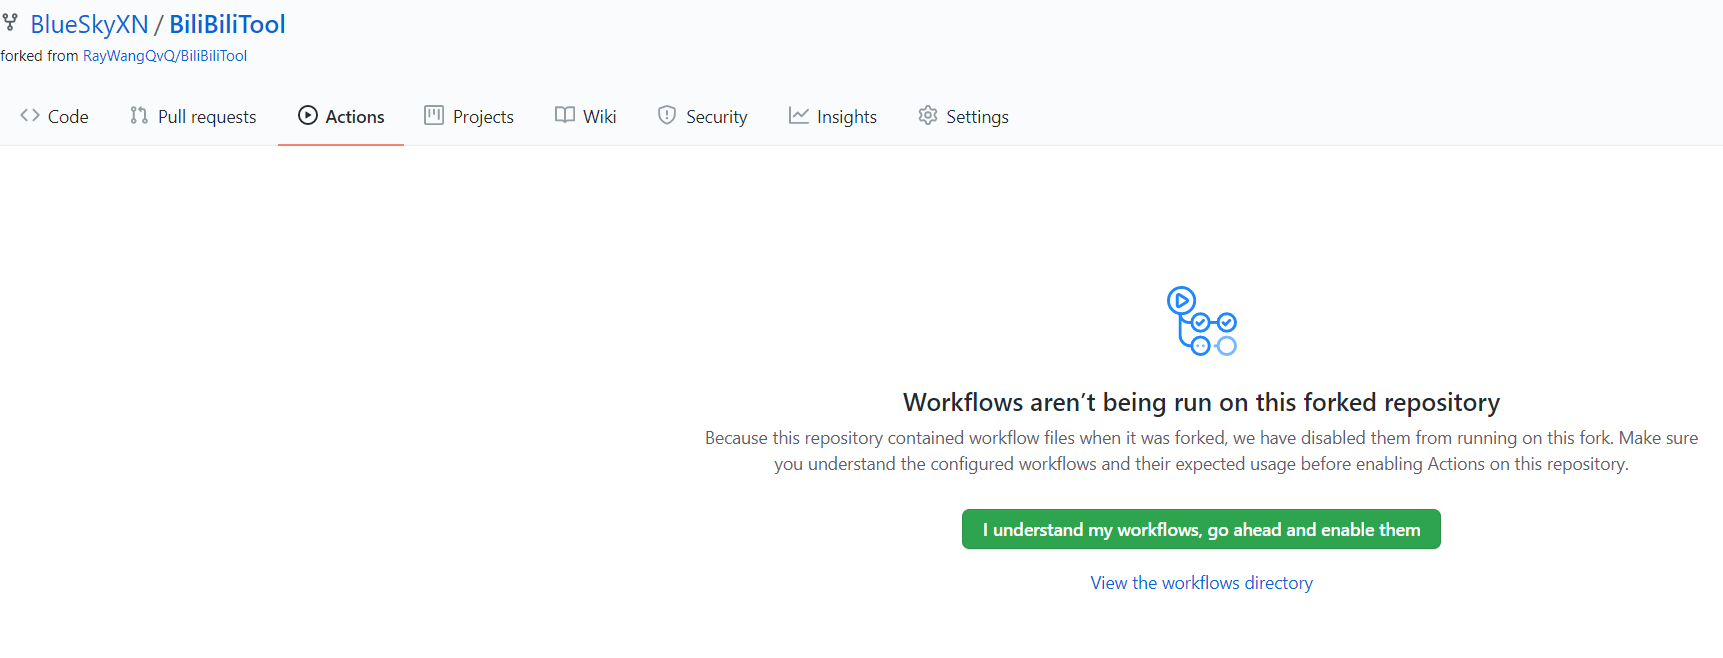 BlueSkyXN / BiliBiliTool
forked from RayWangQvQ/BiliBiliTool
Code Pull requests Actions Projects Wiki Security Insights Settings
Workflows aren’t being run on this forked repository
Because this repository contained workflow files when it was forked, we have disabled them from running on this fork. Make sure
you understand the configured workflows and their expected usage before enabling Actions on this repository.
I understand my workflows, go ahead and enable them
View the workflows directory